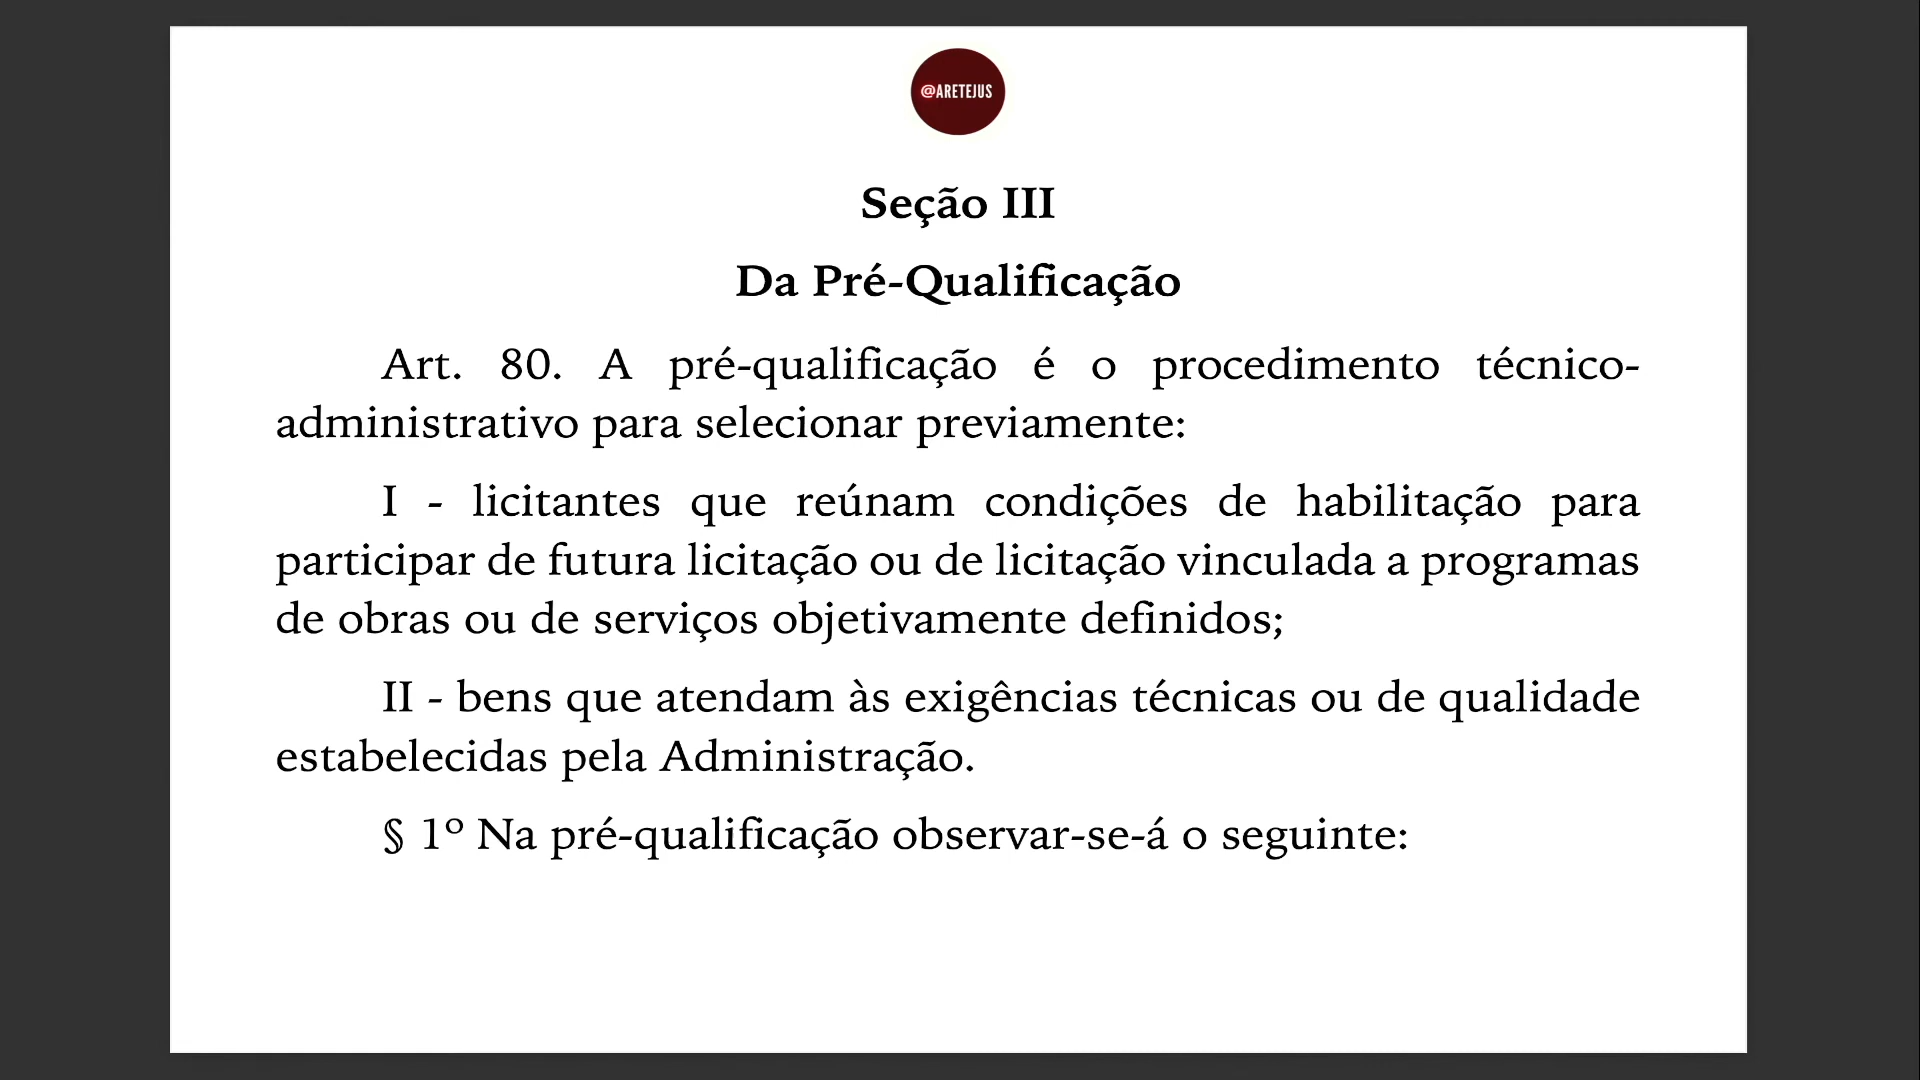 @ARETEJUS
Seção III
Da Pré-Qualificação
Art. 80. A pré-qualificação é o procedimento técnico-
administrativo para selecionar previamente:
I - licitantes que reúnam condições de habilitação para
participar de futura licitação ou de licitação vinculada a programas
de obras ou de serviços objetivamente definidos;
II - bens que atendam às exigências técnicas ou de qualidade
estabelecidas pela Administração.
§ 1º Na pré-qualificação observar-se-á o seguinte: